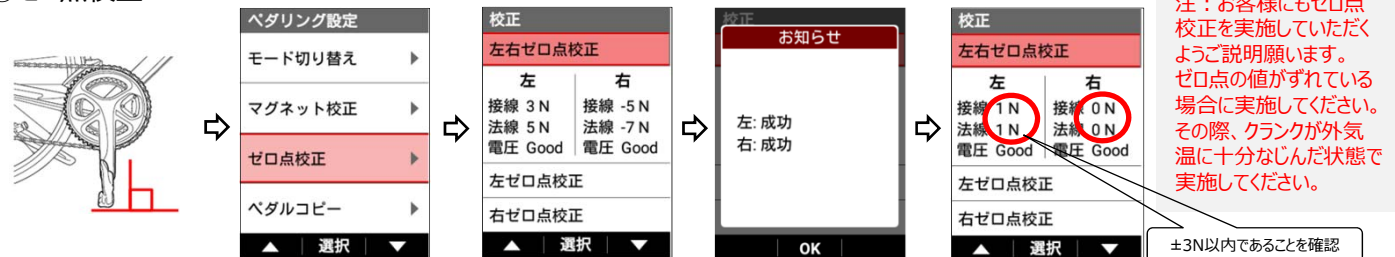 ペダリング設定
モード切り替え
マグネット校正
ゼロ点校正
ペダルコピー
▲ 選択 ▼
校正
左右ゼロ点校正
左 右
接線 3 N 接線 -5 N
法線 5 N 法線 -7 N
電圧 Good 電圧 Good
左ゼロ点校正
右ゼロ点校正
▲ 選択 ▼
校正
お知らせ
左: 成功
右: 成功
OK
校正
左右ゼロ点校正
左 右
接線 1 N 接線 0 N
法線 1 N 法線 0 N
電圧 Good 電圧 Good
左ゼロ点校正
右ゼロ点校正
▲ 選択 ▼
注：お客様にもゼロ点
校正を実施していただく
ようご説明願います。
ゼロ点の値がずれている
場合に実施してください。
その際、クランクが外気
温に十分なじんだ状態で
実施してください。
±3N以内であることを確認